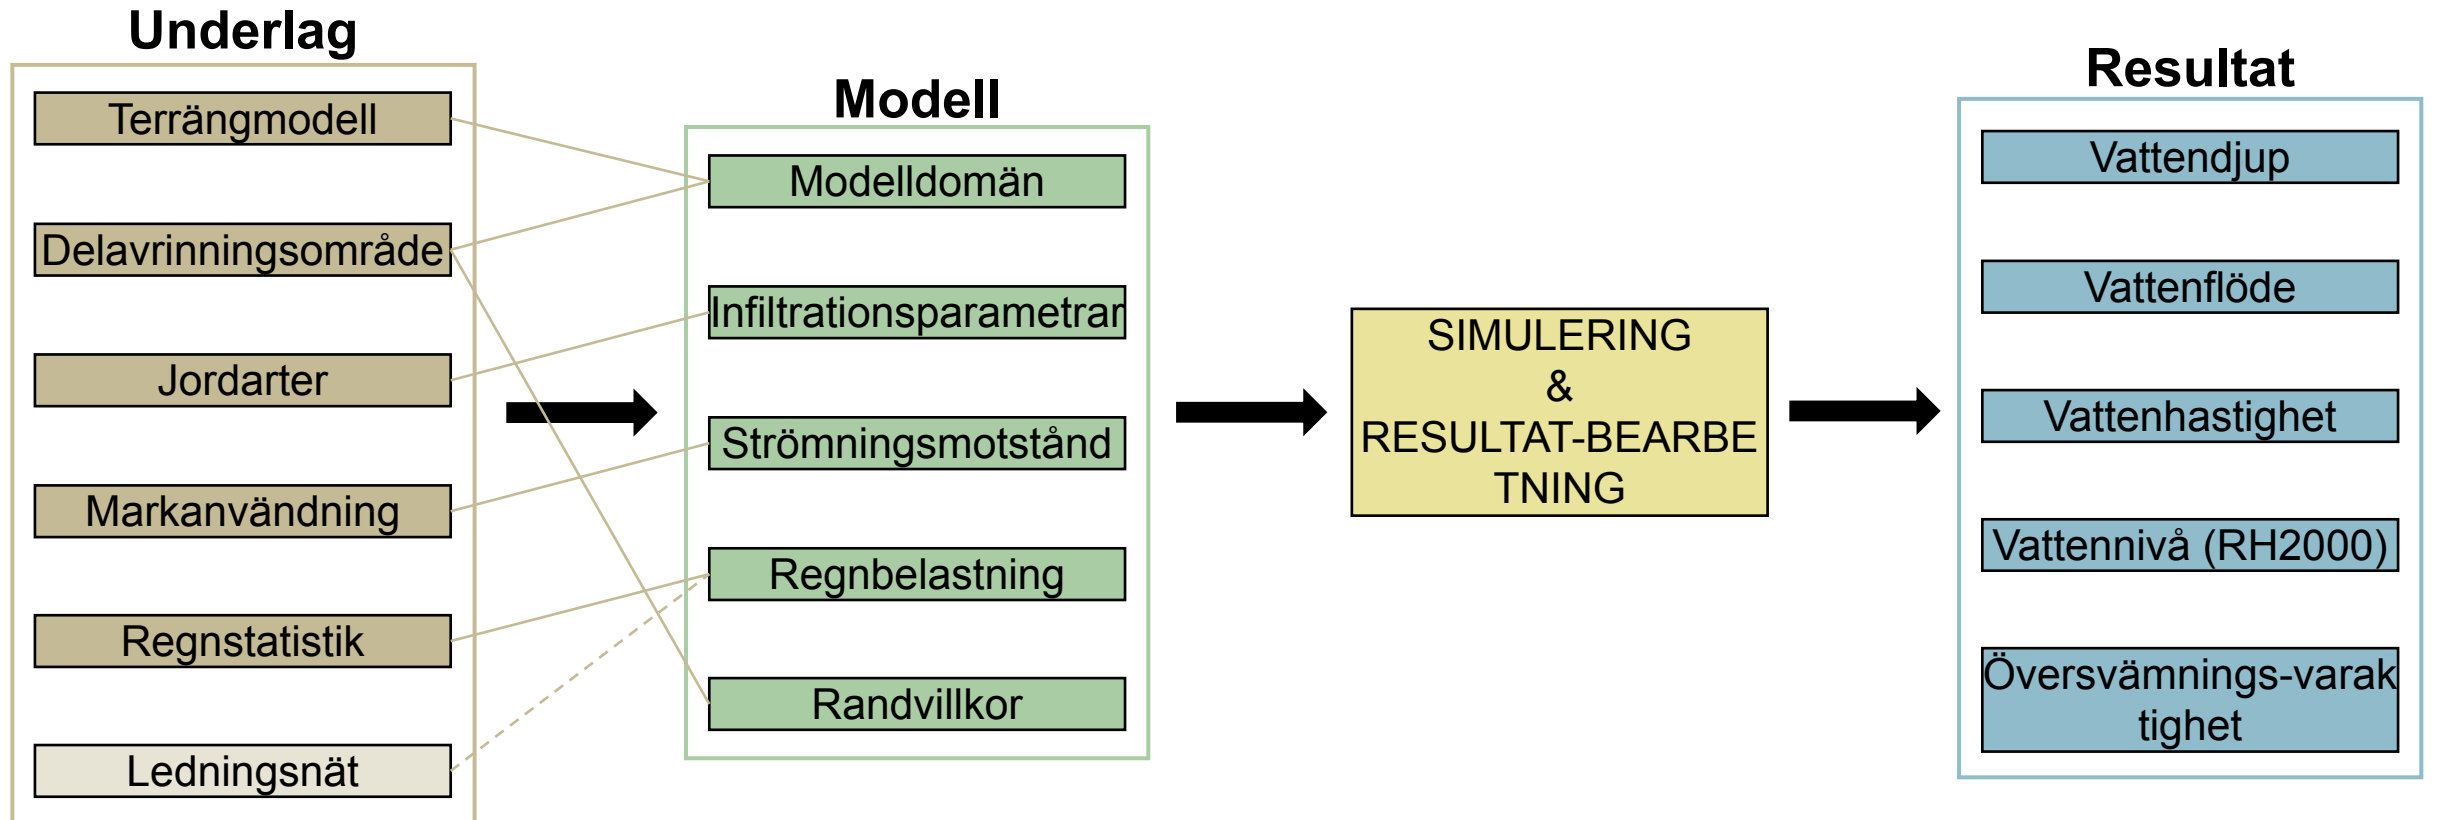 Underlag
Terrängmodell
Delavrinningsområde
Jordarter
Markanvändning
Regnstatistik
Ledningsnät
Modell
Modelldomän
Infiltrationsparametrar
Strömningsmotstånd
Regnbelastning
Randvillkor
SIMULERING
&
RESULTAT-BEARBE
TNING
Resultat
Vattendjup
Vattenflöde
Vattenhastighet
Vattennivå (RH2000)
Översvämnings-varak
tighet